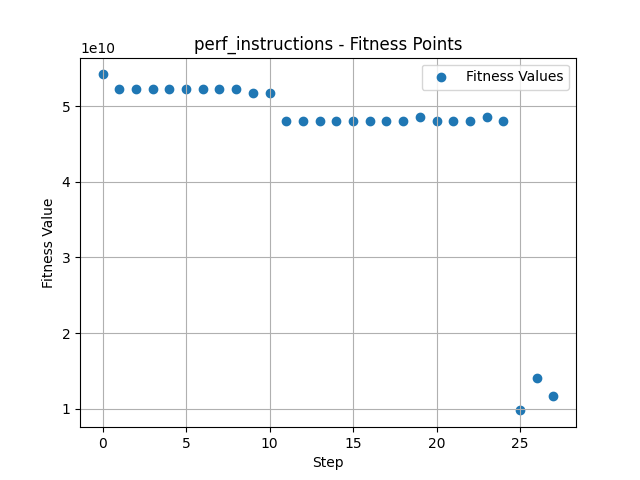 perf_instructions - Fitness Points
1e10
Fitness Values
5
4
3
2
1
Fitness Value
0 5 10 15 20 25
Step